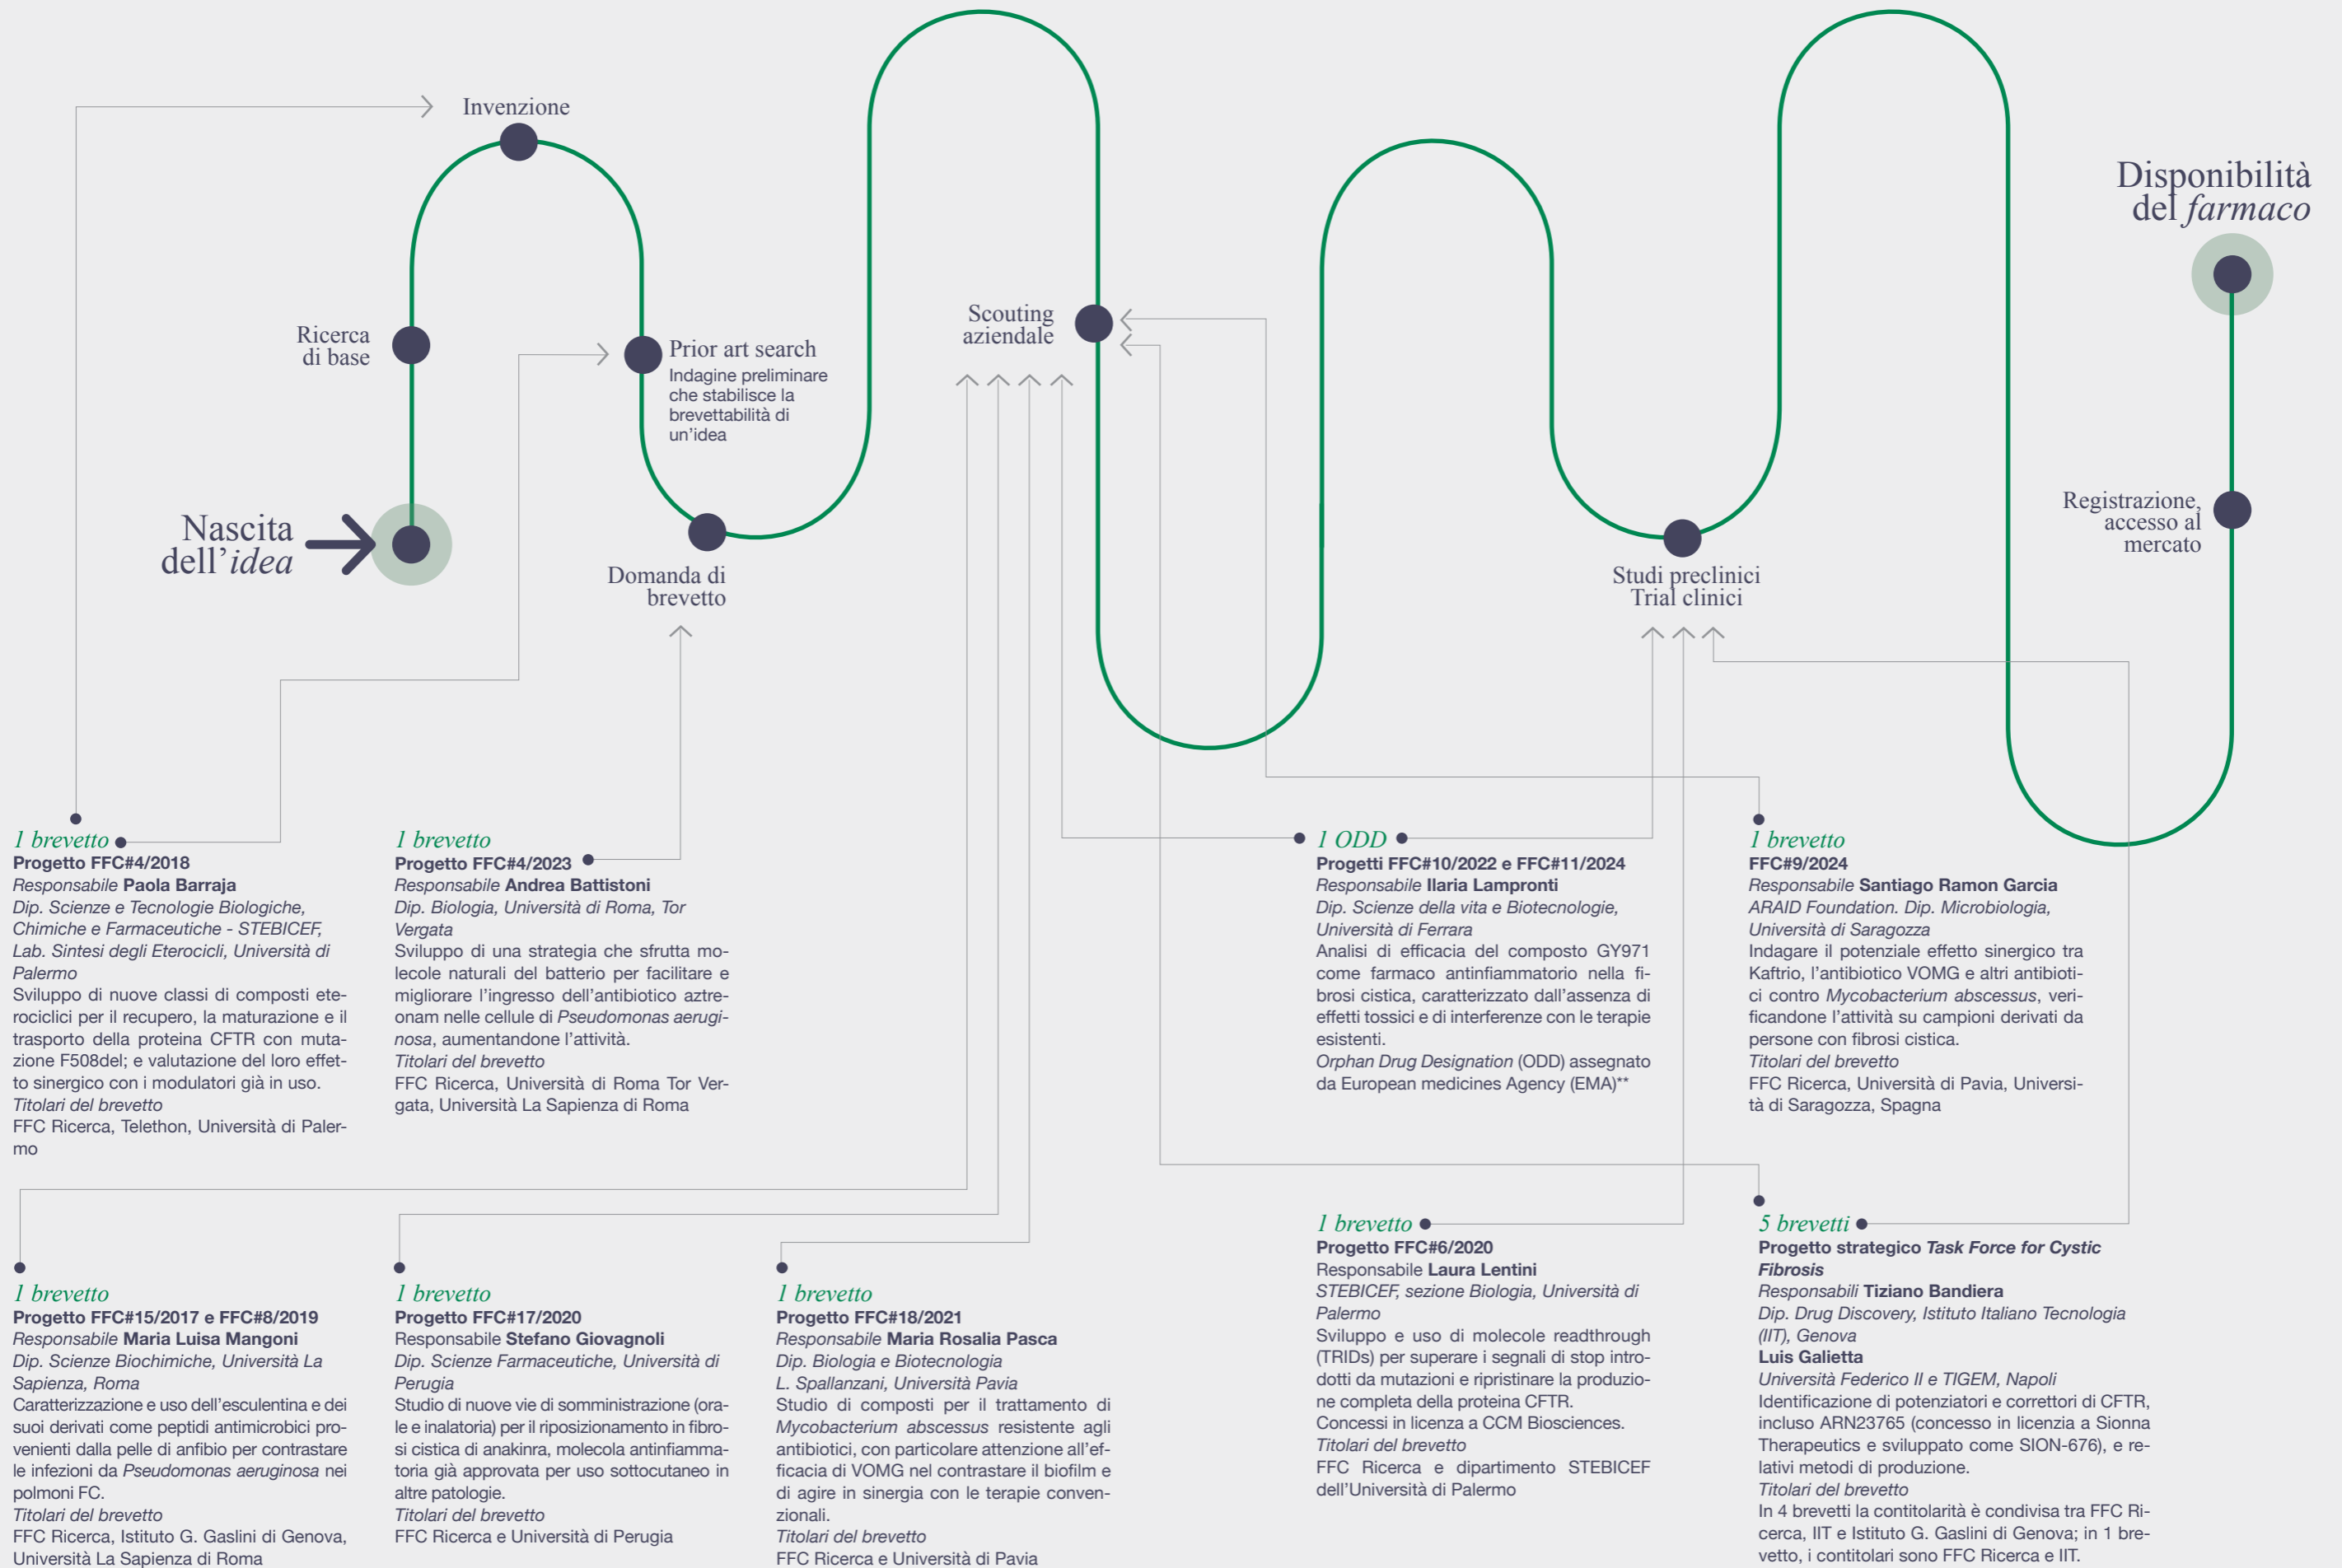 Invenzione
Ricerca
di base
Prior art search
Indagine preliminare
che stabilisce la
brevettabilità di
un’idea
Nascita
dell’idea
Domanda di
brevetto
Scouting
aziendale
Studi preclinici
Trial clinici
Disponibilità
del farmaco
Registrazione,
accesso al
mercato
1 brevetto
Progetto FFC#4/2018
Responsabile Paola Barraja
Dip. Scienze e Tecnologie Biologiche,
Chimiche e Farmaceutiche - STEBICEF,
Lab. Sintesi degli Eterocicli, Università di
Palermo
Sviluppo di nuove classi di composti ete-
rociclici per il recupero, la maturazione e il
trasporto della proteina CFTR con muta-
zione F508del; e valutazione del loro effet-
to sinergico con i modulatori già in uso.
Titolari del brevetto
FFC Ricerca, Telethon, Università di Paler-
mo
1 brevetto
Progetto FFC#4/2023
Responsabile Andrea Battistoni
Dip. Biologia, Università di Roma, Tor
Vergata
Sviluppo di una strategia che sfrutta mo-
lecole naturali del batterio per facilitare e
migliorare l’ingresso dell’antibiotico aztre-
onam nelle cellule di Pseudomonas aerugi-
nosa, aumentandone l’attività.
Titolari del brevetto
FFC Ricerca, Università di Roma Tor Ver-
gata, Università La Sapienza di Roma
1 ODD
Progetti FFC#10/2022 e FFC#11/2024
Responsabile Ilaria Lampronti
Dip. Scienze della vita e Biotecnologie,
Università di Ferrara
Analisi di efficacia del composto GY971
come farmaco antinfiammatorio nella fi-
brosi cistica, caratterizzato dall’assenza di
effetti tossici e di interferenze con le terapie
esistenti.
Orphan Drug Designation (ODD) assegnato
da European medicines Agency (EMA)**
1 brevetto
FFC#9/2024
Responsabile Santiago Ramon Garcia
ARAID Foundation. Dip. Microbiologia,
Università di Saragozza
Indagare il potenziale effetto sinergico tra
Kaftrio, l’antibiotico VOMG e altri antibioti-
ci contro Mycobacterium abscessus, veri-
ficandone l’attività su campioni derivati da
persone con fibrosi cistica.
Titolari del brevetto
FFC Ricerca, Università di Pavia, Universi-
tà di Saragozza, Spagna
1 brevetto
Progetto FFC#15/2017 e FFC#8/2019
Responsabile Maria Luisa Mangoni
Dip. Scienze Biochimiche, Università La
Sapienza, Roma
Caratterizzazione e uso dell’esculentina e dei
suoi derivati come peptidi antimicrobici pro-
venienti dalla pelle di anfibio per contrastare
le infezioni da Pseudomonas aeruginosa nei
polmoni FC.
Titolari del brevetto
FFC Ricerca, Istituto G. Gaslini di Genova,
Università La Sapienza di Roma
1 brevetto
Progetto FFC#17/2020
Responsabile Stefano Giovagnoli
Dip. Scienze Farmaceutiche, Università di
Perugia
Studio di nuove vie di somministrazione (ora-
le e inalatoria) per il riposizionamento in fibro-
si cistica di anakinra, molecola antinfiamma-
toria già approvata per uso sottocutaneo in
altre patologie.
Titolari del brevetto
FFC Ricerca e Università di Perugia
1 brevetto
Progetto FFC#18/2021
Responsabile Maria Rosalia Pasca
Dip. Biologia e Biotecnologia
L. Spallanzani, Università Pavia
Studio di composti per il trattamento di
Mycobacterium abscessus resistente agli
antibiotici, con particolare attenzione all’ef-
ficacia di VOMG nel contrastare il biofilm e
di agire in sinergia con le terapie conven-
zionali.
Titolari del brevetto
FFC Ricerca e Università di Pavia
1 brevetto
Progetto FFC#6/2020
Responsabile Laura Lentini
STEBICEF, sezione Biologia, Università di
Palermo
Sviluppo e uso di molecole readthrough
(TRIDs) per superare i segnali di stop intro-
dotti da mutazioni e ripristinare la produzio-
ne completa della proteina CFTR.
Concessi in licenza a CCM Biosciences.
Titolari del brevetto
FFC Ricerca e dipartimento STEBICEF
dell’Università di Palermo
5 brevetti
Progetto strategico Task Force for Cystic
Fibrosis
Responsabili Tiziano Bandiera
Dip. Drug Discovery, Istituto Italiano Tecnologia
(IIT), Genova
Luis Galietta
Università Federico II e TIGEM, Napoli
Identificazione di potenziatori e correttori di CFTR,
incluso ARN23765 (concesso in licenzia a Sionna
Therapeutics e sviluppato come SION-676), e re-
lativi metodi di produzione.
Titolari del brevetto
In 4 brevetti la contitolarità è condivisa tra FFC Ri-
cerca, IIT e Istituto G. Gaslini di Genova; in 1 bre-
vetto, i contitolari sono FFC Ricerca e IIT.